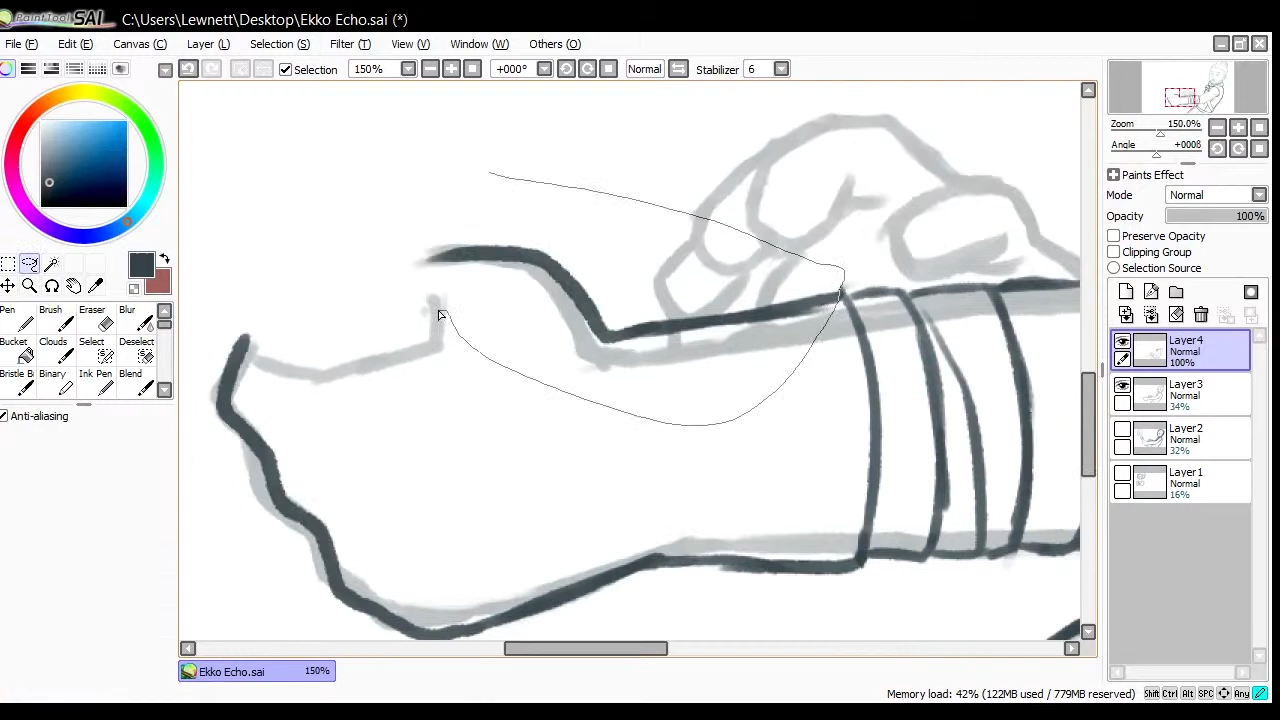 PaintTool SAI C:\Users\Lewnett\Desktop\Ekko Echo.sai (*)
File (F) Edit (E) Canvas (C) Layer (L) Selection (S) Filter (T) View (V) Window (W) Others (O)
Selection 150% +000° Normal Stabilizer 6
Zoom 150.0%
Angle +000ß
Paints Effect
Mode Normal
Opacity 100%
Preserve Opacity
Clipping Group
Selection Source
Pen Brush Eraser Blur
Bucket Clouds Select Deselect
Bristle B Binary Ink Pen Blend
Anti-aliasing
Layer4
Normal
100%
Layer3
Normal
34%
Layer2
Normal
32%
Layer1
Normal
16%
Ekko Echo.sai 150%
Memory load: 42% (122MB used / 779MB reserved) Shift Ctrl Alt SPC Any